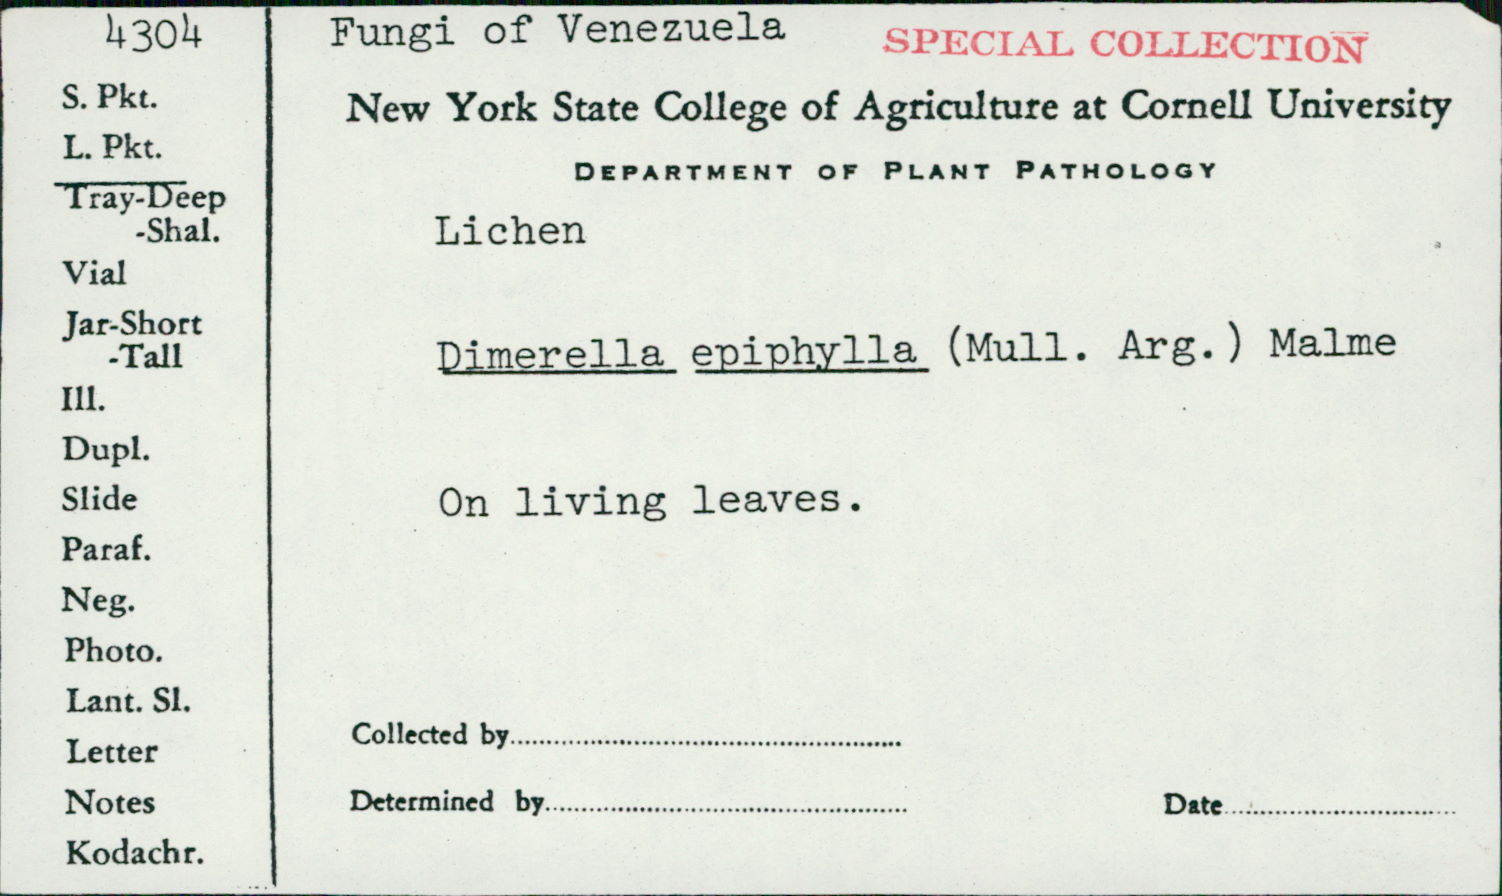 4304
S. Pkt.
L. Pkt.
Tray-Deep
-Shal.
Vial
Jar-Short
-Tall
Ill.
Dupl.
Slide
Paraf.
Neg.
Photo.
Lant. Sl.
Letter
Notes
Kodachr.
Fungi of Venezuela
SPECIAL COLLECTION
New York State College of Agriculture at Cornell University
DEPARTMENT OF PLANT PATHOLOGY
Lichen
Dimerella epiphylla (Mull. Arg.) Malme
On living leaves.
Collected by
Determined by
Date